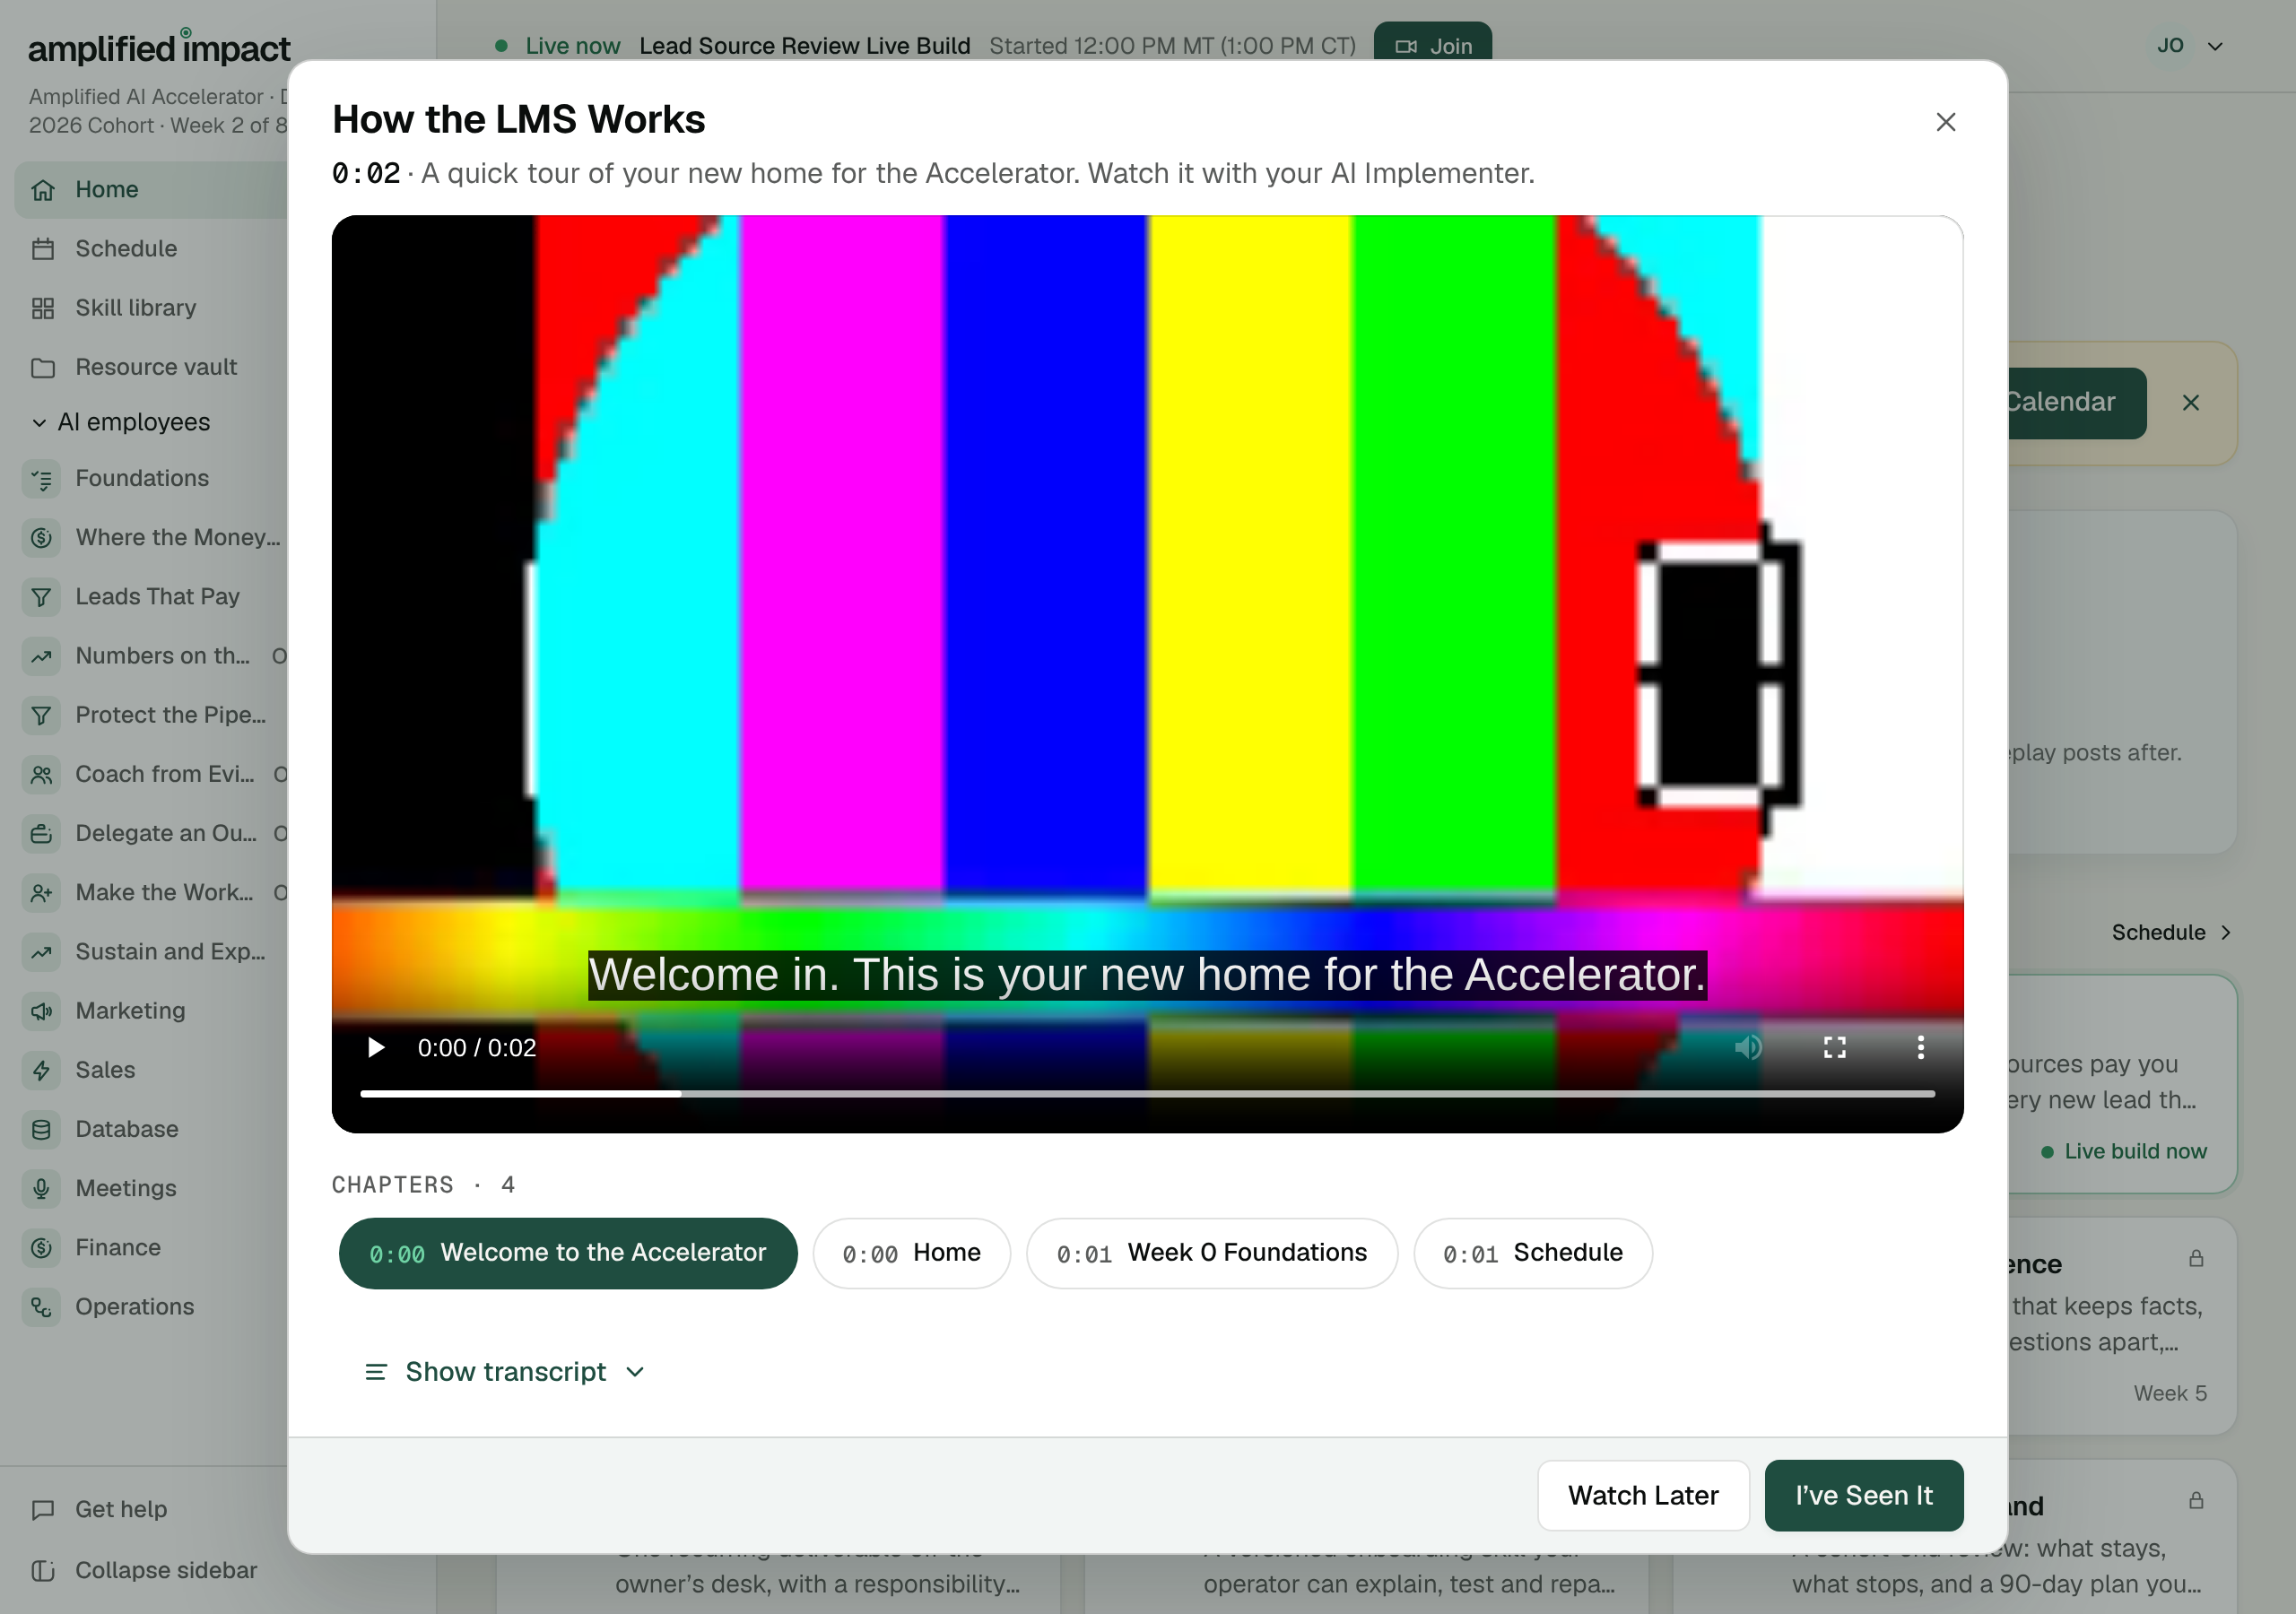 amplified impact
Amplified AI Accelerator ·
2026 Cohort · Week 2 of 8
Home
Schedule
Skill library
Resource vault
AI employees
Foundations
Where the Money...
Leads That Pay
Numbers on th...
Protect the Pipe...
Coach from Evi...
Delegate an Ou...
Make the Work...
Sustain and Exp...
Marketing
Sales
Database
Meetings
Finance
Operations
Get help
Collapse sidebar
Live now Lead Source Review Live Build Started 12:00 PM MT (1:00 PM CT) Join
JO
How the LMS Works
0:02 · A quick tour of your new home for the Accelerator. Watch it with your AI Implementer.
Welcome in. This is your new home for the Accelerator.
0:00 / 0:02
CHAPTERS · 4
0:00 Welcome to the Accelerator
0:00 Home
0:01 Week 0 Foundations
0:01 Schedule
Show transcript
Watch Later
I've Seen It
Calendar
play posts after.
Schedule
pay you
new lead th...
Live build now
that keeps facts,
apart,...
Week 5
what stays,
what stops, and a 90-day plan you...
owner's desk, with a responsibility...
operator can explain, test and repa...